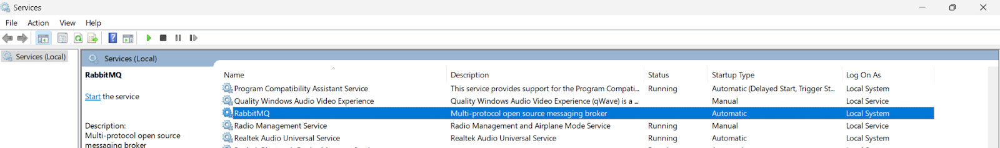 Services
File Action View Help
Services (Local)
Services (Local)
RabbitMQ
Start the service
Description:
Multi-protocol open source
messaging broker
Name Description Status Startup Type Log On As
Program Compatibility Assistant Service This service provides support for the Program Compati... Running Automatic (Delayed Start, Trigger St... Local System
Quality Windows Audio Video Experience Quality Windows Audio Video Experience (qWave) is a ... Manual Local Service
RabbitMQ Multi-protocol open source messaging broker Automatic Local System
Radio Management Service Radio Management and Airplane Mode Service Running Manual Local Service
Realtek Audio Universal Service Realtek Audio Universal Service Running Automatic Local System